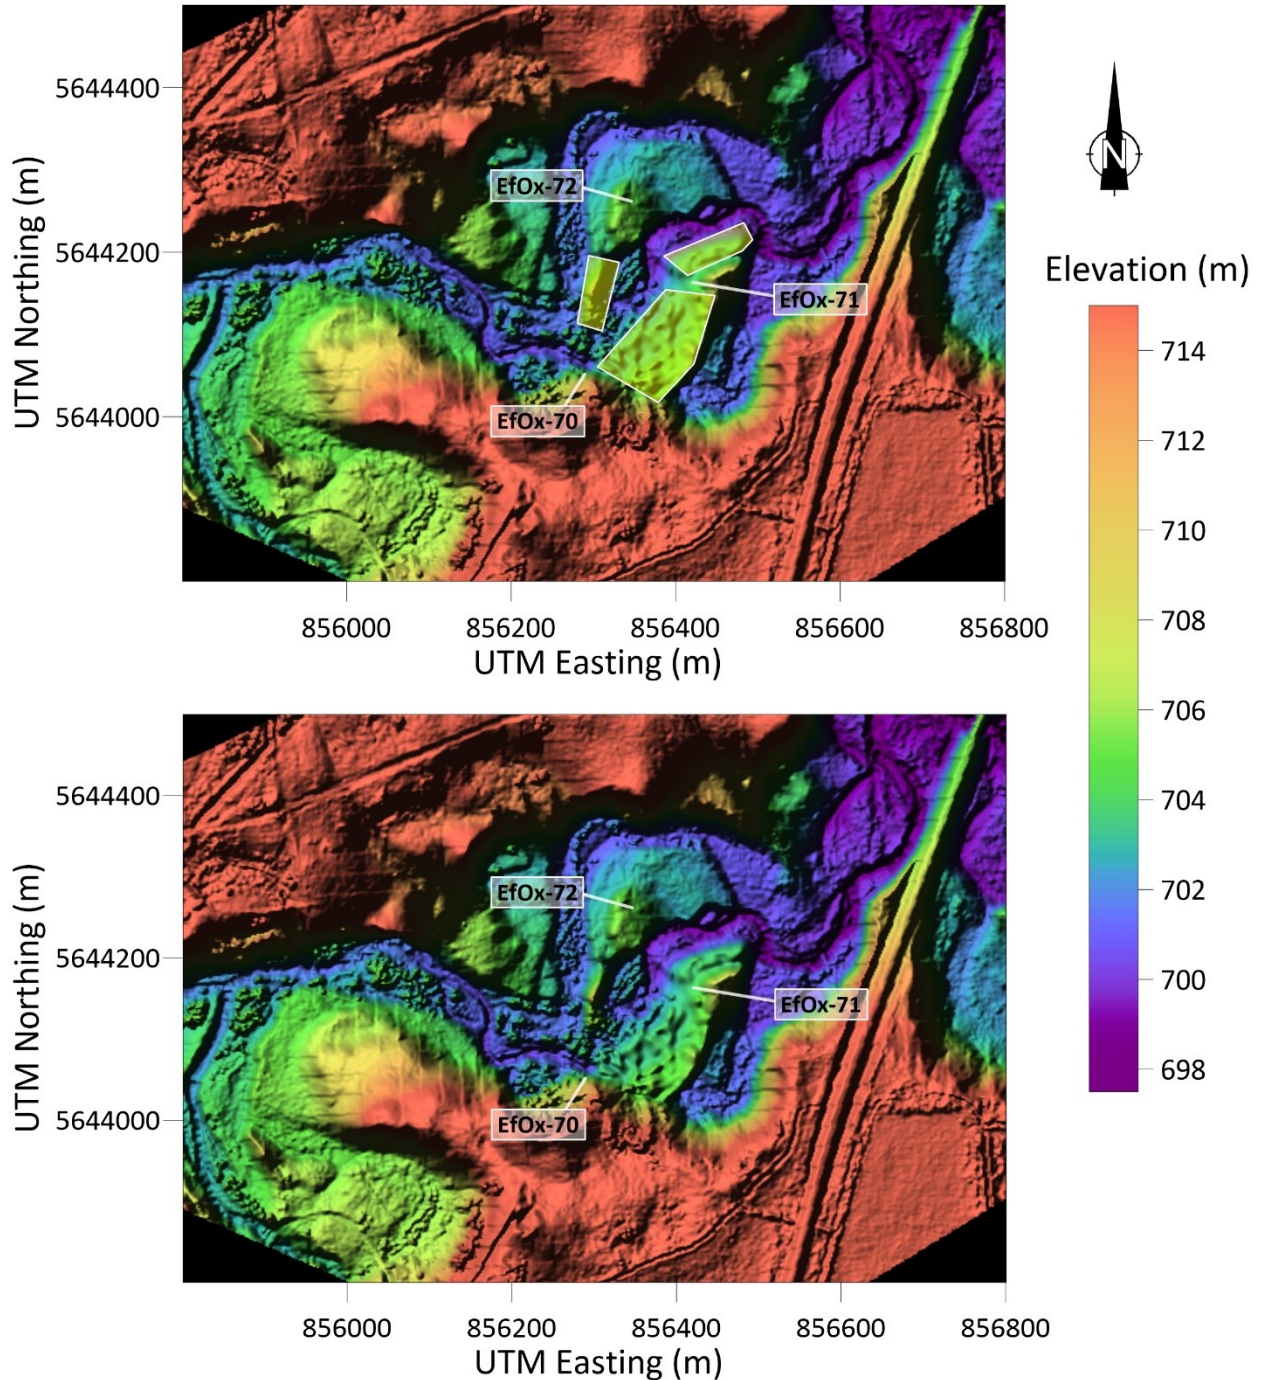 5644400
5644200
5644000
UTM Northing (m)
EfOx-72
EfOx-71
EfOx-70
856000
856200
856400
856600
856800
UTM Easting (m)
N
Elevation (m)
714
712
710
708
706
704
702
700
698
5644400
5644200
5644000
UTM Northing (m)
EfOx-72
EfOx-71
EfOx-70
856000
856200
856400
856600
856800
UTM Easting (m)